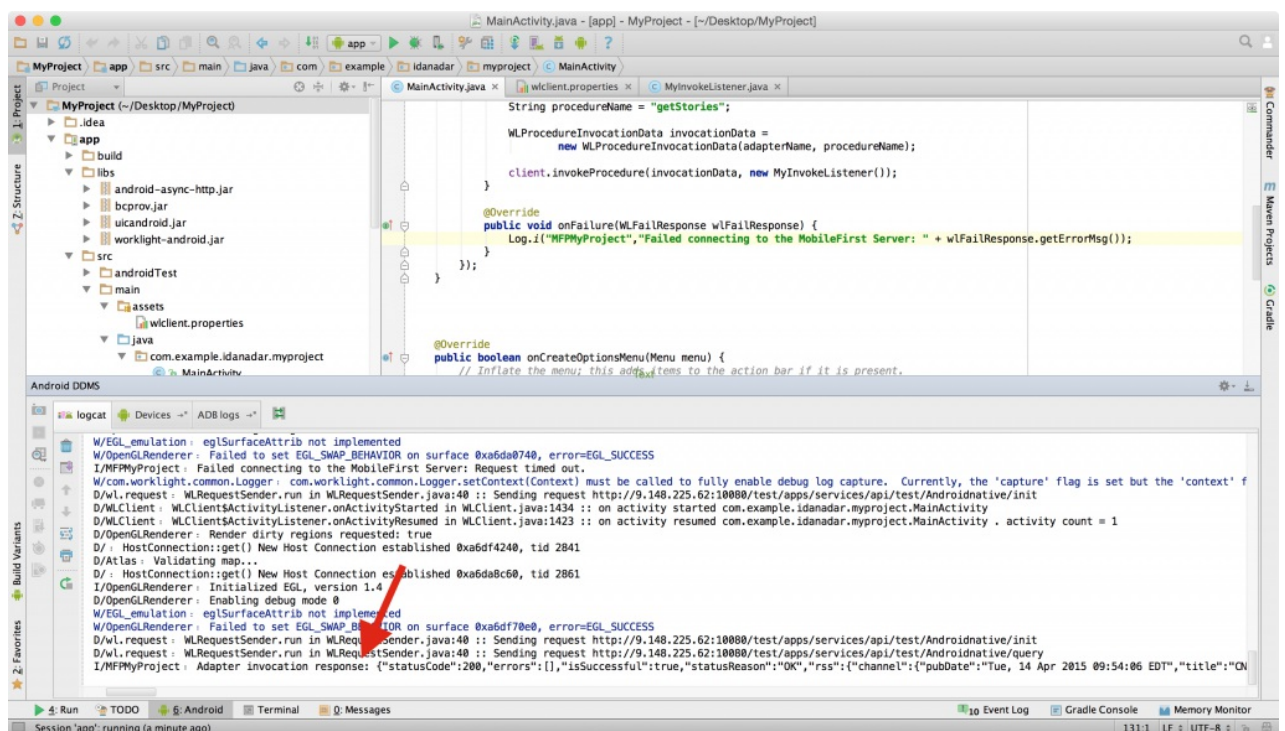 MainActivity.java - [app] - MyProject - [~/Desktop/MyProject]
app
MyProject app src main java com example idanadar myproject MainActivity
Project
MainActivity.java wlclient.properties MyInvokeListener.java
1: Project
Z: Structure
Build Variants
2: Favorites
Commander
Maven Projects
Gradle
MyProject (~/Desktop/MyProject)
.idea
app
build
libs
android-async-http.jar
bcprov.jar
uicandroid.jar
worklight-android.jar
src
androidTest
main
assets
wlclient.properties
java
com.example.idanadar.myproject
MainActivity
String procedureName = "getStories";
WLProcedureInvocationData invocationData =
new WLProcedureInvocationData(adapterName, procedureName);
client.invokeProcedure(invocationData, new MyInvokeListener());
}
@Override
public void onFailure(WLFailResponse wlFailResponse) {
Log.i("MFPMyProject","Failed connecting to the MobileFirst Server: " + wlFailResponse.getErrorMsg());
}
});
}
@Override
public boolean onCreateOptionsMenu(Menu menu) {
// Inflate the menu; this adds items to the action bar if it is present.
Text
Android DDMS
logcat Devices ADB logs
W/EGL_emulation﹕ eglSurfaceAttrib not implemented
W/OpenGLRenderer﹕ Failed to set EGL_SWAP_BEHAVIOR on surface 0xa6da0740, error=EGL_SUCCESS
I/MFPMyProject﹕ Failed connecting to the MobileFirst Server: Request timed out.
W/com.worklight.common.Logger﹕ com.worklight.common.Logger.setContext(Context) must be called to fully enable debug log capture.  Currently, the 'capture' flag is set but the 'context' f
D/wl.request﹕ WLRequestSender.run in WLRequestSender.java:40 :: Sending request http://9.148.225.62:10080/test/apps/services/api/test/Androidnative/init
D/WLClient﹕ WLClient$ActivityListener.onActivityStarted in WLClient.java:1434 :: on activity started com.example.idanadar.myproject.MainActivity
D/WLClient﹕ WLClient$ActivityListener.onActivityResumed in WLClient.java:1423 :: on activity resumed com.example.idanadar.myproject.MainActivity . activity count = 1
D/OpenGLRenderer﹕ Render dirty regions requested: true
D/﹕ HostConnection::get() New Host Connection established 0xa6df4240, tid 2841
D/Atlas﹕ Validating map...
D/﹕ HostConnection::get() New Host Connection established 0xa6da8c60, tid 2861
I/OpenGLRenderer﹕ Initialized EGL, version 1.4
D/OpenGLRenderer﹕ Enabling debug mode 0
W/EGL_emulation﹕ eglSurfaceAttrib not implemented
W/OpenGLRenderer﹕ Failed to set EGL_SWAP_BEHAVIOR on surface 0xa6df70e0, error=EGL_SUCCESS
D/wl.request﹕ WLRequestSender.run in WLRequestSender.java:40 :: Sending request http://9.148.225.62:10080/test/apps/services/api/test/Androidnative/init
D/wl.request﹕ WLRequestSender.run in WLRequestSender.java:40 :: Sending request http://9.148.225.62:10080/test/apps/services/api/test/Androidnative/query
I/MFPMyProject﹕ Adapter invocation response: {"statusCode":200,"errors":[],"isSuccessful":true,"statusReason":"OK","rss":{"channel":{"pubDate":"Tue, 14 Apr 2015 09:54:06 EDT","title":"CN
4: Run TODO 6: Android Terminal 0: Messages 10 Event Log Gradle Console Memory Monitor
Session 'app': running (a minute ago) 131:1 LF UTF-8